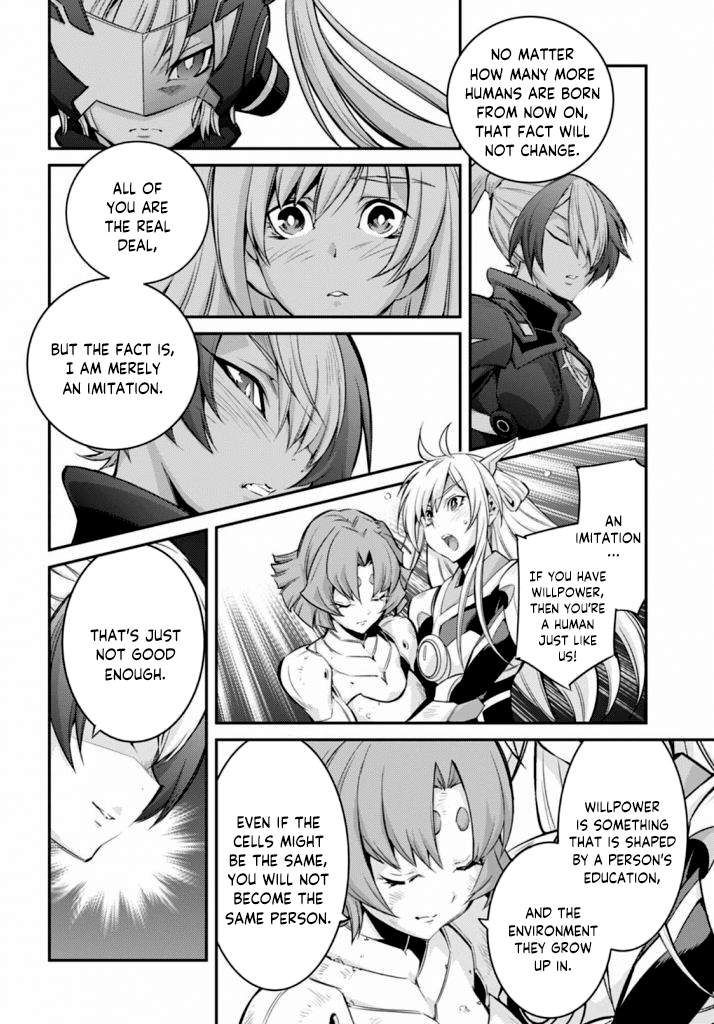 NO MATTER
HOW MANY MORE
HUMANS ARE BORN
FROM NOW ON,
THAT FACT WILL
NOT CHANGE.
ALL OF
YOU ARE
THE REAL
DEAL,
BUT THE FACT IS,
I AM MERELY
AN IMITATION.
AN
IMITATION
...
IF YOU HAVE
WILLPOWER,
THEN YOU'RE
A HUMAN
JUST LIKE
US!
THAT'S JUST
NOT GOOD
ENOUGH.
WILLPOWER
IS SOMETHING
THAT IS SHAPED
BY A PERSON'S
EDUCATION,
AND THE
ENVIRONMENT
THEY GROW
UP IN.
EVEN IF THE
CELLS MIGHT
BE THE SAME,
YOU WILL NOT
BECOME THE
SAME PERSON.